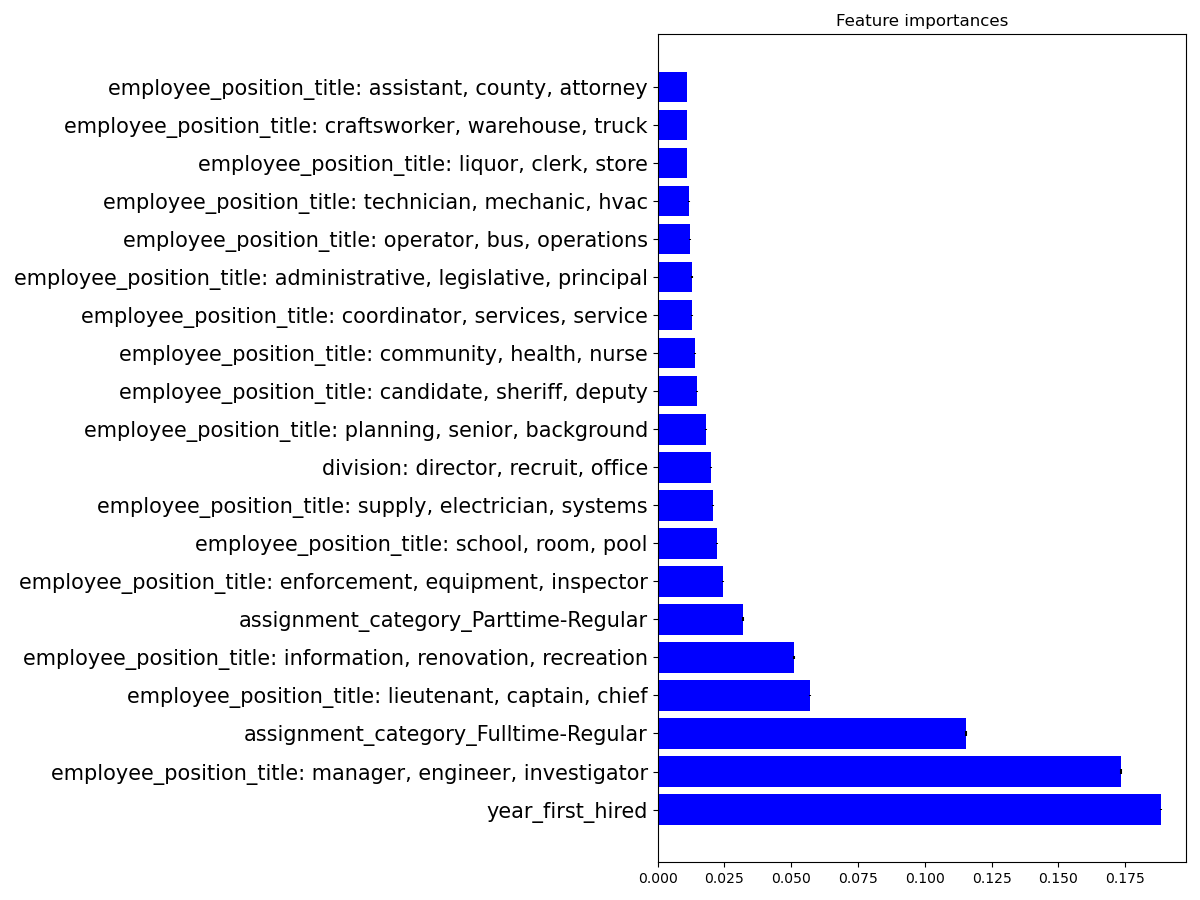 Feature importances
employee_position_title: assistant, county, attorney
employee_position_title: craftsworker, warehouse, truck
employee_position_title: liquor, clerk, store
employee_position_title: technician, mechanic, hvac
employee_position_title: operator, bus, operations
employee_position_title: administrative, legislative, principal
employee_position_title: coordinator, services, service
employee_position_title: community, health, nurse
employee_position_title: candidate, sheriff, deputy
employee_position_title: planning, senior, background
division: director, recruit, office
employee_position_title: supply, electrician, systems
employee_position_title: school, room, pool
employee_position_title: enforcement, equipment, inspector
assignment_category_Parttime-Regular
employee_position_title: information, renovation, recreation
employee_position_title: lieutenant, captain, chief
assignment_category_Fulltime-Regular
employee_position_title: manager, engineer, investigator
year_first_hired
0.000 0.025 0.050 0.075 0.100 0.125 0.150 0.175